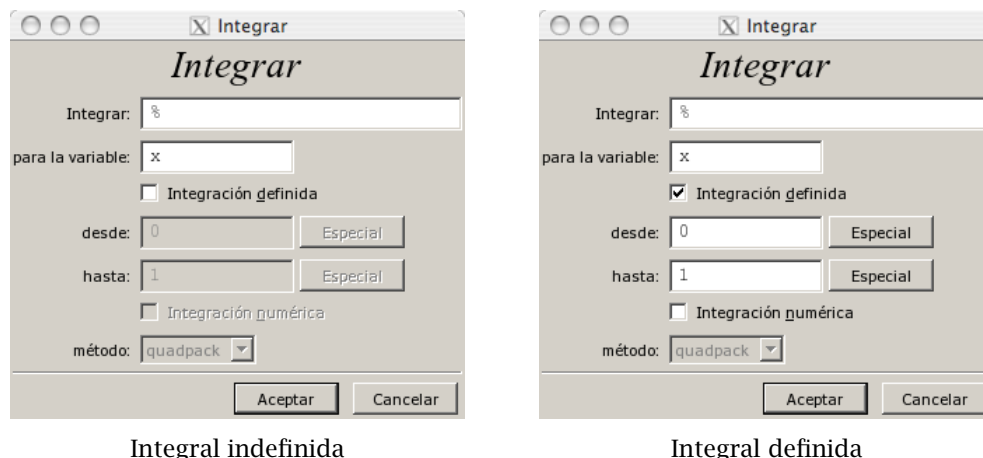 Integrar
Integrar
Integrar: %
para la variable: x
Integración definida
desde: 0 Especial
hasta: 1 Especial
Integración numérica
método: quadpack
Aceptar Cancelar
Integral indefinida
Integrar
Integrar
Integrar: %
para la variable: x
Integración definida
desde: 0 Especial
hasta: 1 Especial
Integración numérica
método: quadpack
Aceptar Cancelar
Integral definida